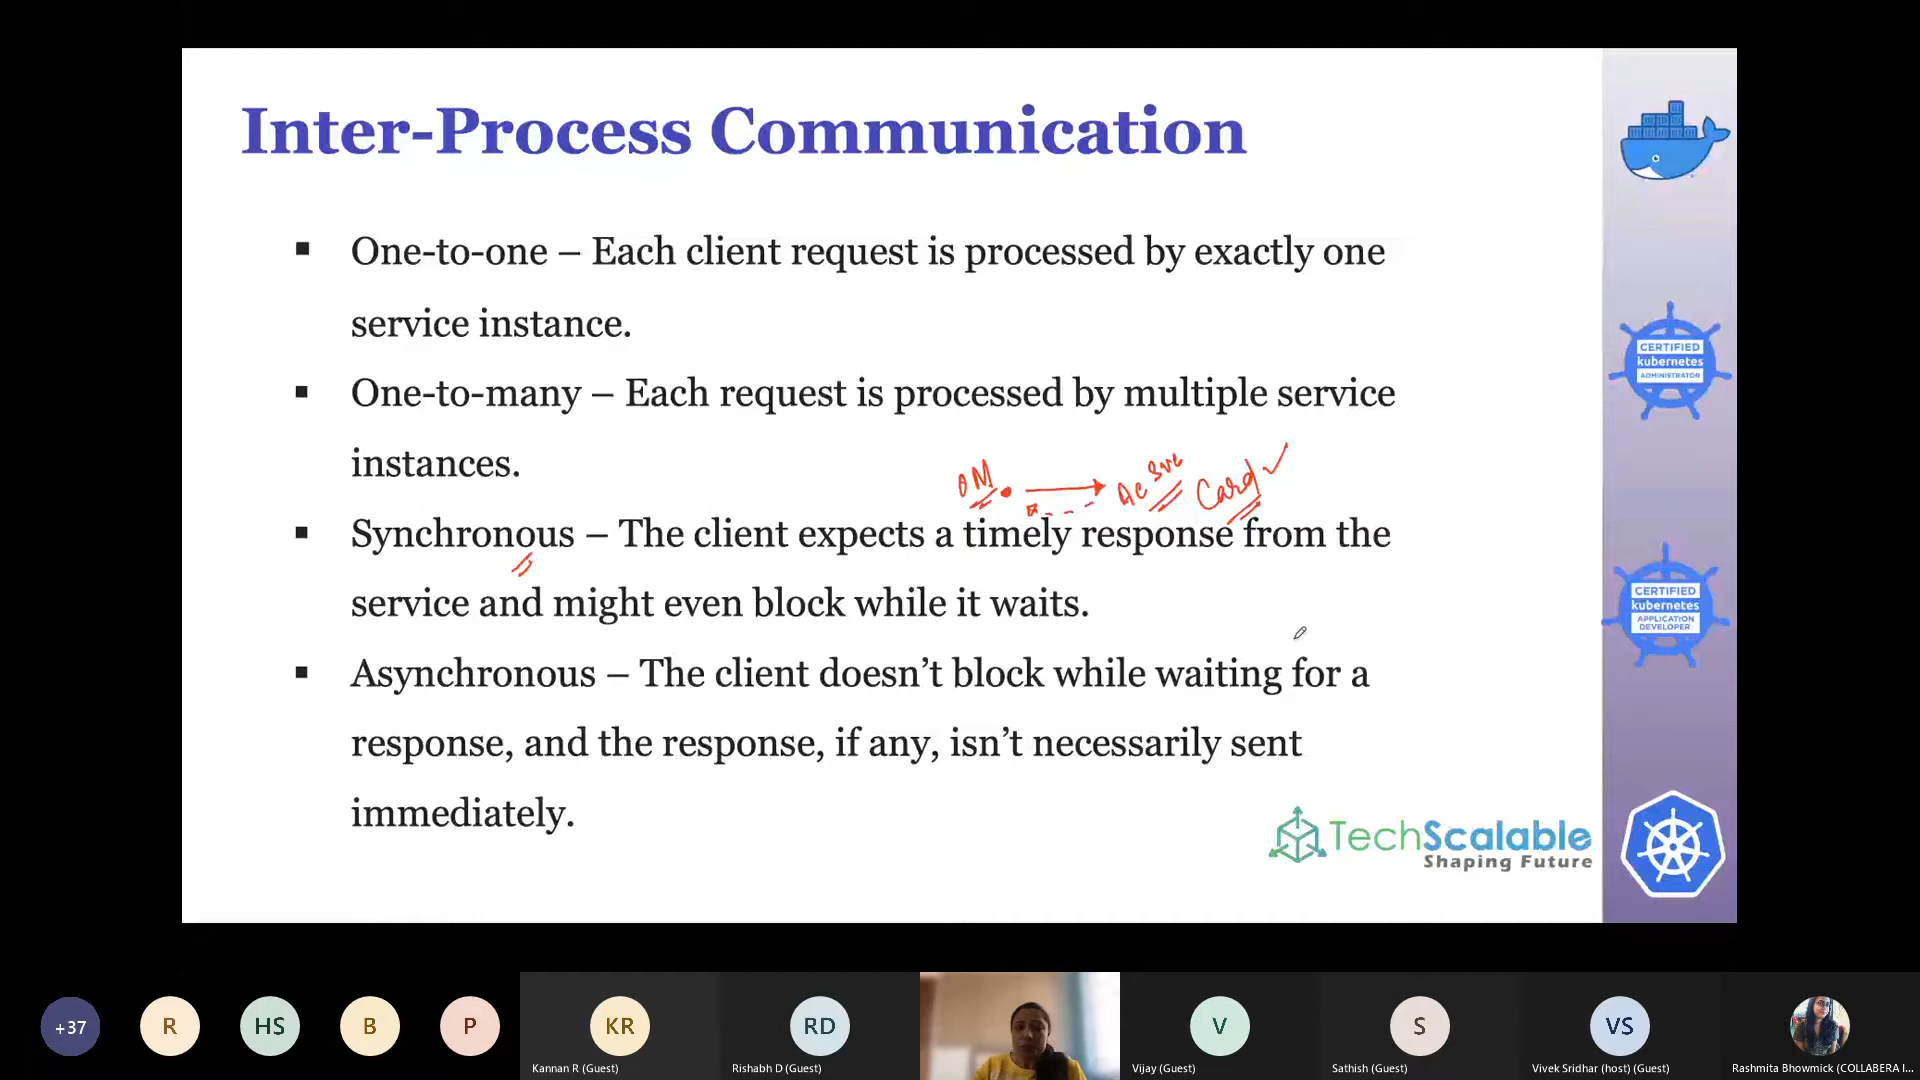 Inter-Process Communication
▪ One-to-one – Each client request is processed by exactly one
service instance.
▪ One-to-many – Each request is processed by multiple service
instances.
OM Ac Svc Card
▪ Synchronous – The client expects a timely response from the
service and might even block while it waits.
▪ Asynchronous – The client doesn’t block while waiting for a
response, and the response, if any, isn’t necessarily sent
immediately.
TechScalable
Shaping Future
CERTIFIED
kubernetes
ADMINISTRATOR
CERTIFIED
kubernetes
APPLICATION
DEVELOPER
+37
R
HS
B
P
KR
Kannan R (Guest)
RD
Rishabh D (Guest)
V
Vijay (Guest)
S
Sathish (Guest)
VS
Vivek Sridhar (host) (Guest)
Rashmita Bhowmick (COLLABERA I...